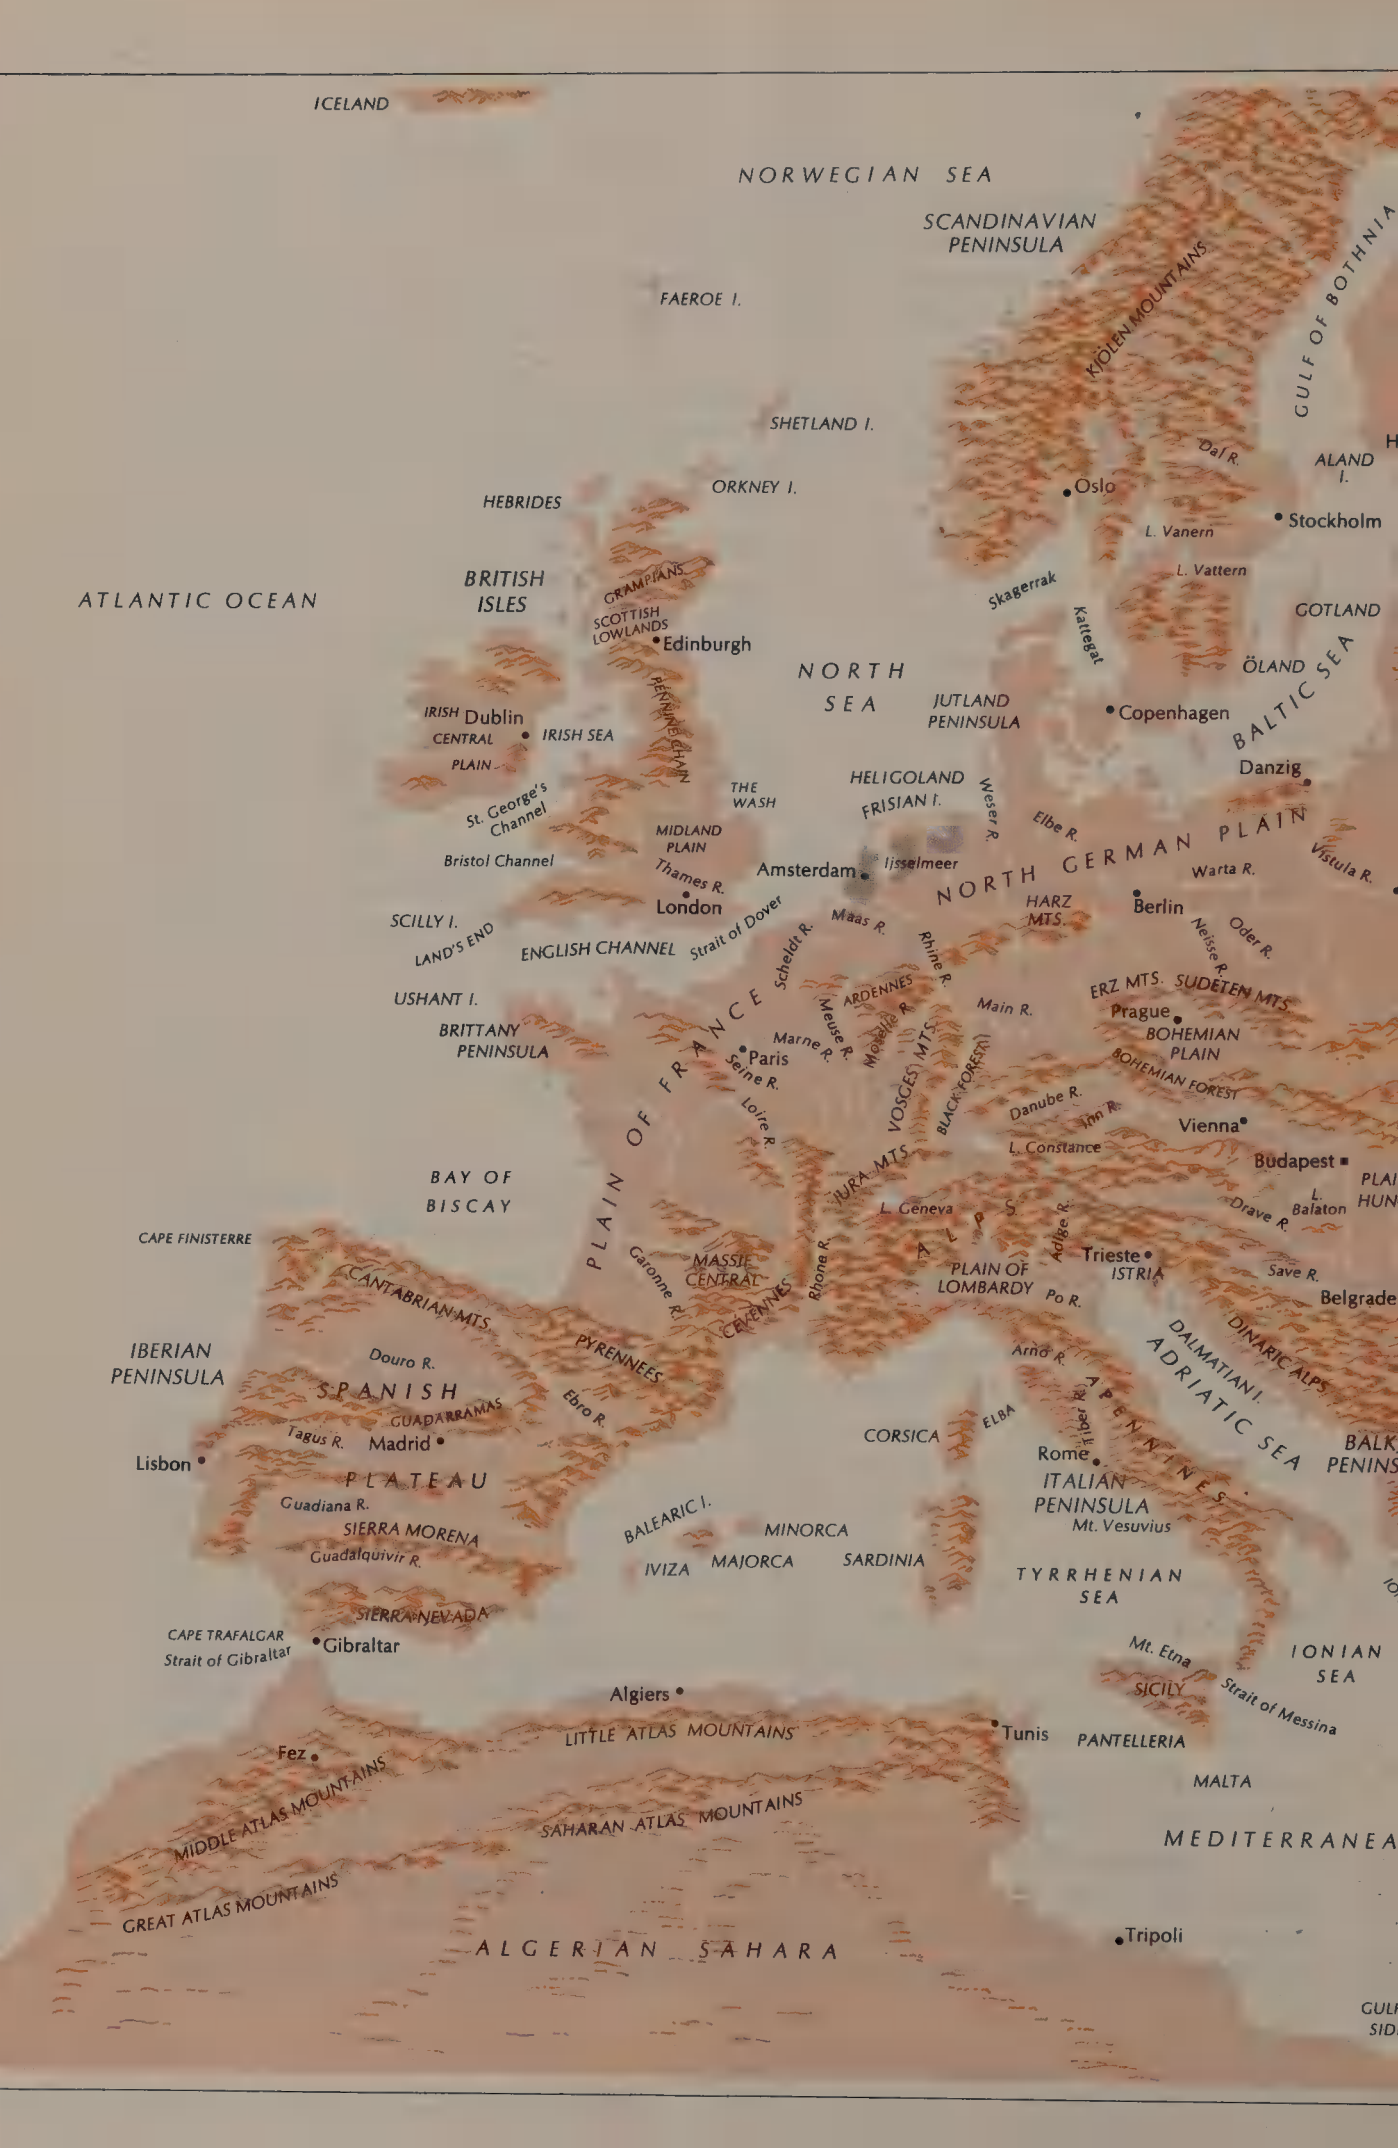 ICELAND
NORWEGIAN SEA
SCANDINAVIAN
PENINSULA
GULF OF BOTHNIA
KJÖLEN MOUNTAINS
FAEROE I.
SHETLAND I.
ORKNEY I.
HEBRIDES
Dal R.
ALAND
I.
Oslo
Stockholm
L. Vanern
L. Vattern
ATLANTIC OCEAN
BRITISH
ISLES
GRAMPIANS
SCOTTISH
LOWLANDS
Edinburgh
Skagerrak
Kattegat
GOTLAND
ÖLAND
BALTIC SEA
NORTH
SEA
JUTLAND
PENINSULA
Copenhagen
PENNINE CHAIN
IRISH
Dublin
CENTRAL
PLAIN
IRISH SEA
St. George's
Channel
THE
WASH
HELIGOLAND
FRISIAN I.
Weser R.
Elbe R.
Danzig
NORTH GERMAN PLAIN
Vistula R.
MIDLAND
PLAIN
Bristol Channel
Thames R.
Amsterdam
Ijsselmeer
Warta R.
London
Berlin
HARZ
MTS.
SCILLY I.
LAND'S END
ENGLISH CHANNEL
Strait of Dover
Scheldt R.
Maas R.
Rhine R.
Neisse R.
Oder R.
USHANT I.
BRITTANY
PENINSULA
PLAIN OF FRANCE
ARDENNES
Meuse R.
Moselle R.
Main R.
ERZ MTS.
SUDETEN MTS.
Prague
BOHEMIAN
PLAIN
BOHEMIAN FOREST
Marne R.
Paris
Seine R.
Loire R.
VOSGES MTS.
BLACK FOREST
Danube R.
Inn R.
Vienna
L. Constance
Budapest
BAY OF
BISCAY
JURA MTS.
L. Geneva
ALPS
Adige R.
Drave R.
L.
Balaton
PLAI
HUN
CAPE FINISTERRE
CANTABRIAN MTS.
Garonne R.
MASSIF
CENTRAL
CEVENNES
Rhone R.
PLAIN OF
LOMBARDY
Po R.
Trieste
ISTRIA
Save R.
Belgrade
IBERIAN
PENINSULA
Douro R.
PYRENNEES
Arno R.
DALMATIAN I.
DINARIC ALPS
ADRIATIC SEA
SPANISH
GUADARRAMAS
Ebro R.
Tagus R.
Madrid
Lisbon
PLATEAU
CORSICA
ELBA
Tiber R.
APENNINES
Rome
BALK
PENINS
Guadiana R.
SIERRA MORENA
Guadalquivir R.
BALEARIC I.
MINORCA
IVIZA
MAJORCA
SARDINIA
ITALIAN
PENINSULA
Mt. Vesuvius
TYRRHENIAN
SEA
IO
SIERRA NEVADA
CAPE TRAFALGAR
Strait of Gibraltar
Gibraltar
Mt. Etna
SICILY
Strait of Messina
IONIAN
SEA
Algiers
LITTLE ATLAS MOUNTAINS
Tunis
PANTELLERIA
Fez
MIDDLE ATLAS MOUNTAINS
SAHARAN ATLAS MOUNTAINS
MALTA
MEDITERRANEA
GREAT ATLAS MOUNTAINS
ALGERIAN SAHARA
Tripoli
GULF
SID